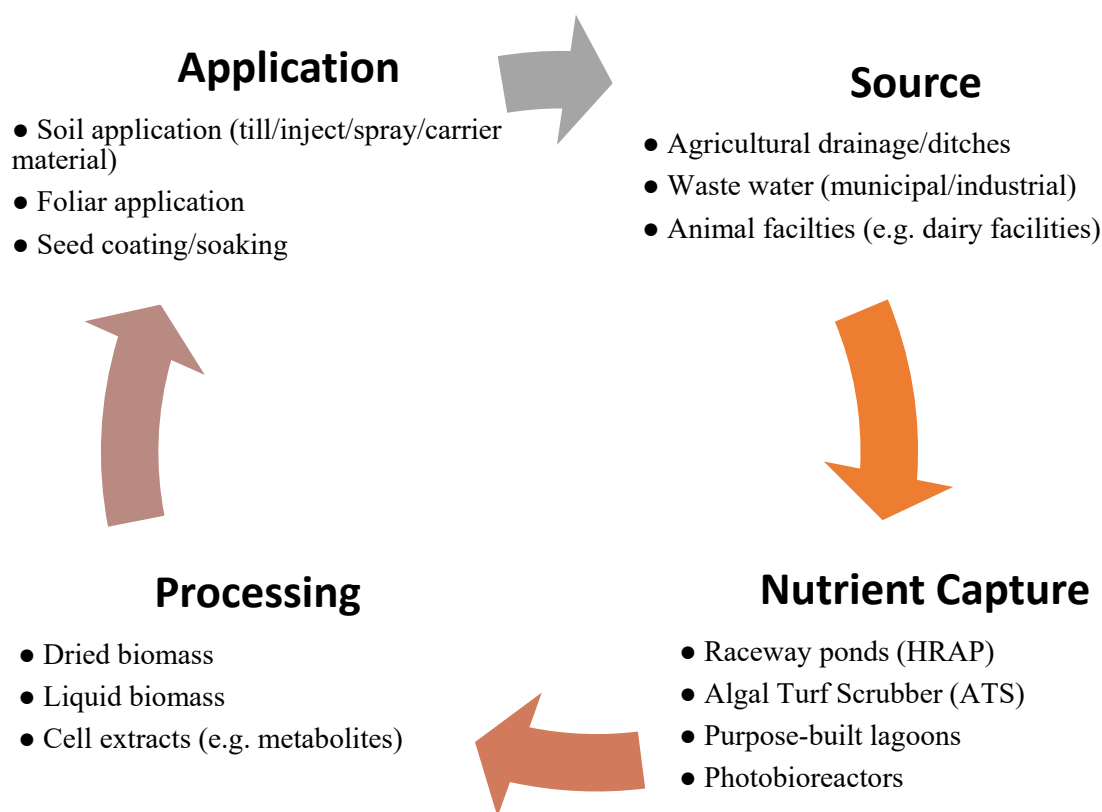 Application
● Soil application (till/inject/spray/carrier
material)
● Foliar application
● Seed coating/soaking
Source
● Agricultural drainage/ditches
● Waste water (municipal/industrial)
● Animal facilties (e.g. dairy facilities)
Processing
● Dried biomass
● Liquid biomass
● Cell extracts (e.g. metabolites)
Nutrient Capture
● Raceway ponds (HRAP)
● Algal Turf Scrubber (ATS)
● Purpose-built lagoons
● Photobioreactors